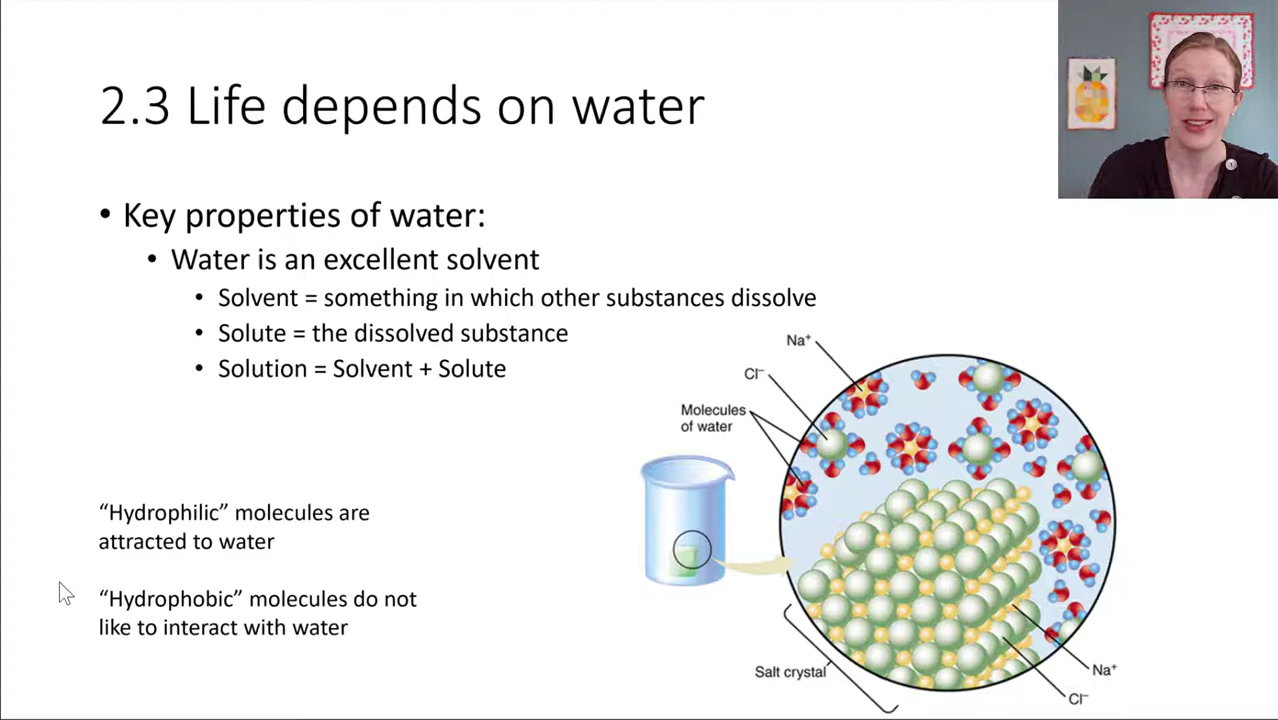 2.3 Life depends on water
• Key properties of water:
• Water is an excellent solvent
• Solvent = something in which other substances dissolve
• Solute = the dissolved substance
• Solution = Solvent + Solute
Na⁺
Cl⁻
Molecules
of water
“Hydrophilic” molecules are
attracted to water
“Hydrophobic” molecules do not
like to interact with water
Salt crystal
Na⁺
Cl⁻